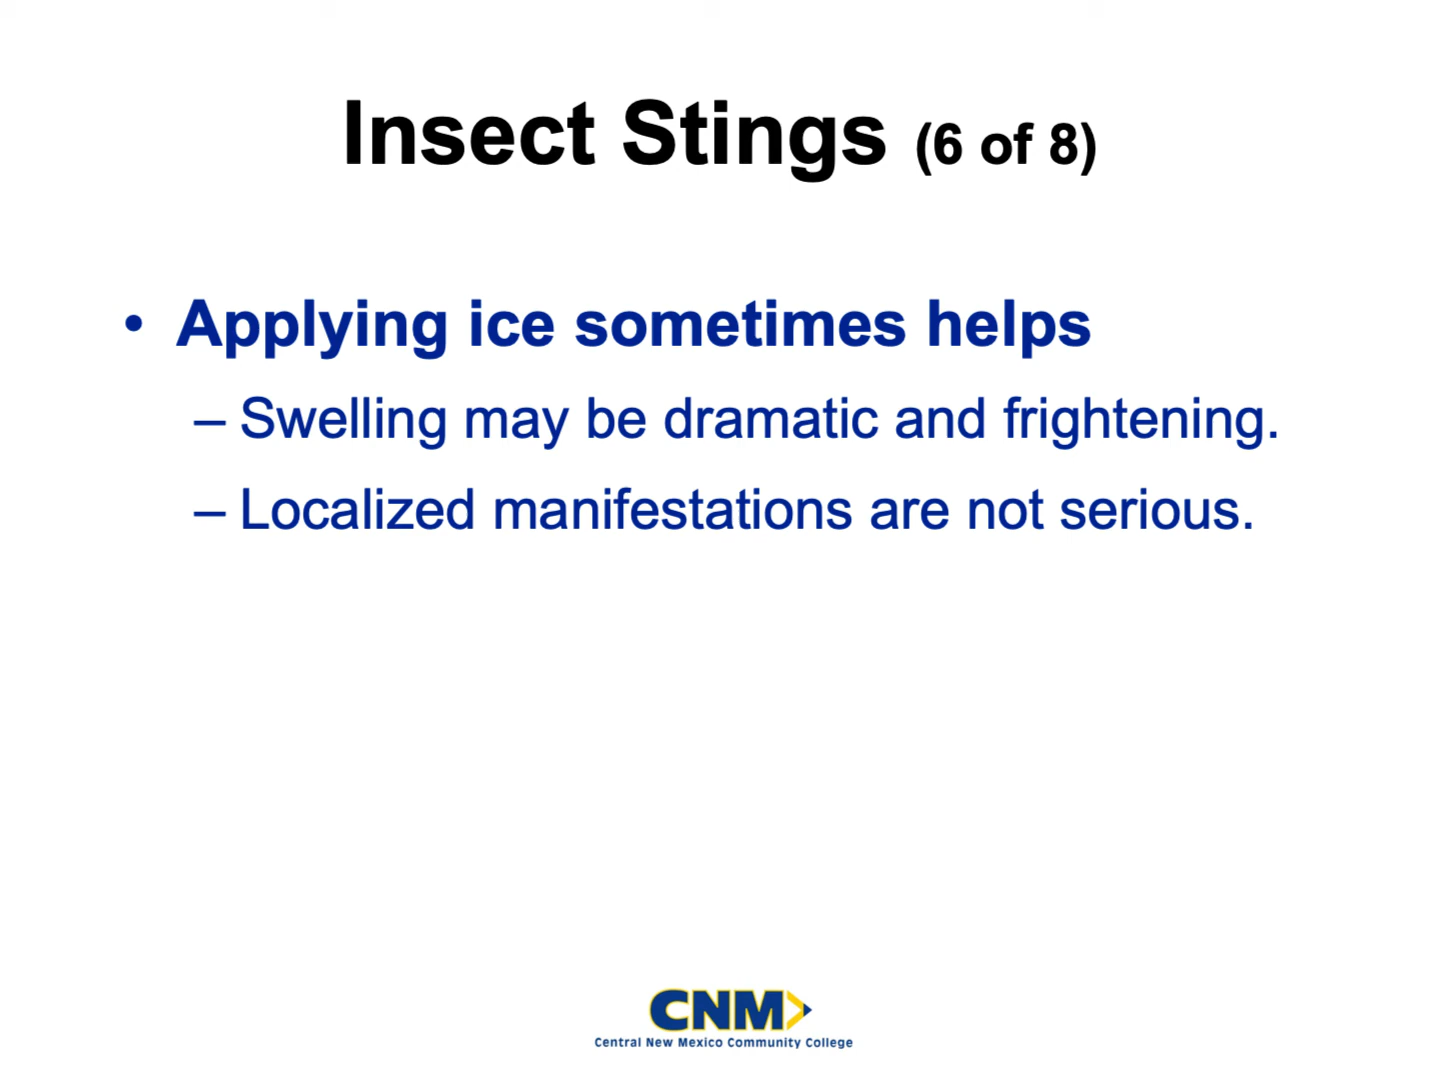 Insect Stings (6 of 8)
• Applying ice sometimes helps
– Swelling may be dramatic and frightening.
– Localized manifestations are not serious.
CNM
Central New Mexico Community College